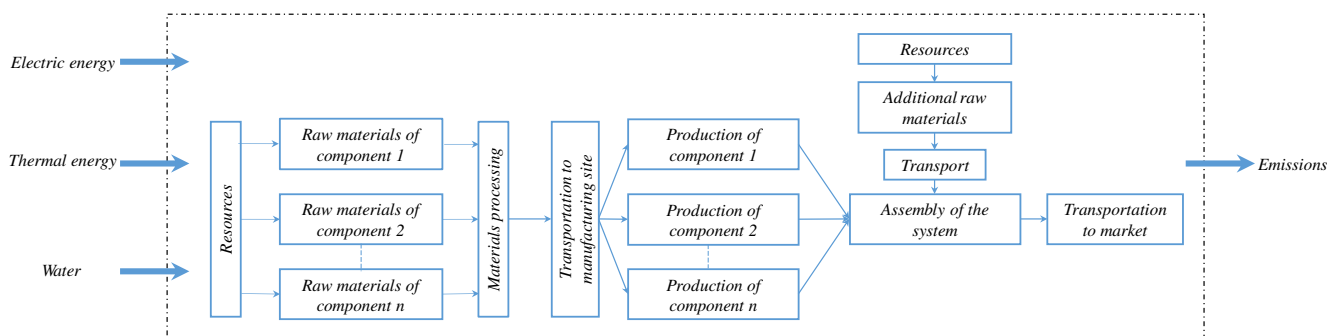 Electric energy
Thermal energy
Water
Resources
Raw materials of
component 1
Raw materials of
component 2
Raw materials of
component n
Materials processing
Transportation to
manufacturing site
Production of
component 1
Production of
component 2
Production of
component n
Resources
Additional raw
materials
Transport
Assembly of the
system
Transportation
to market
Emissions